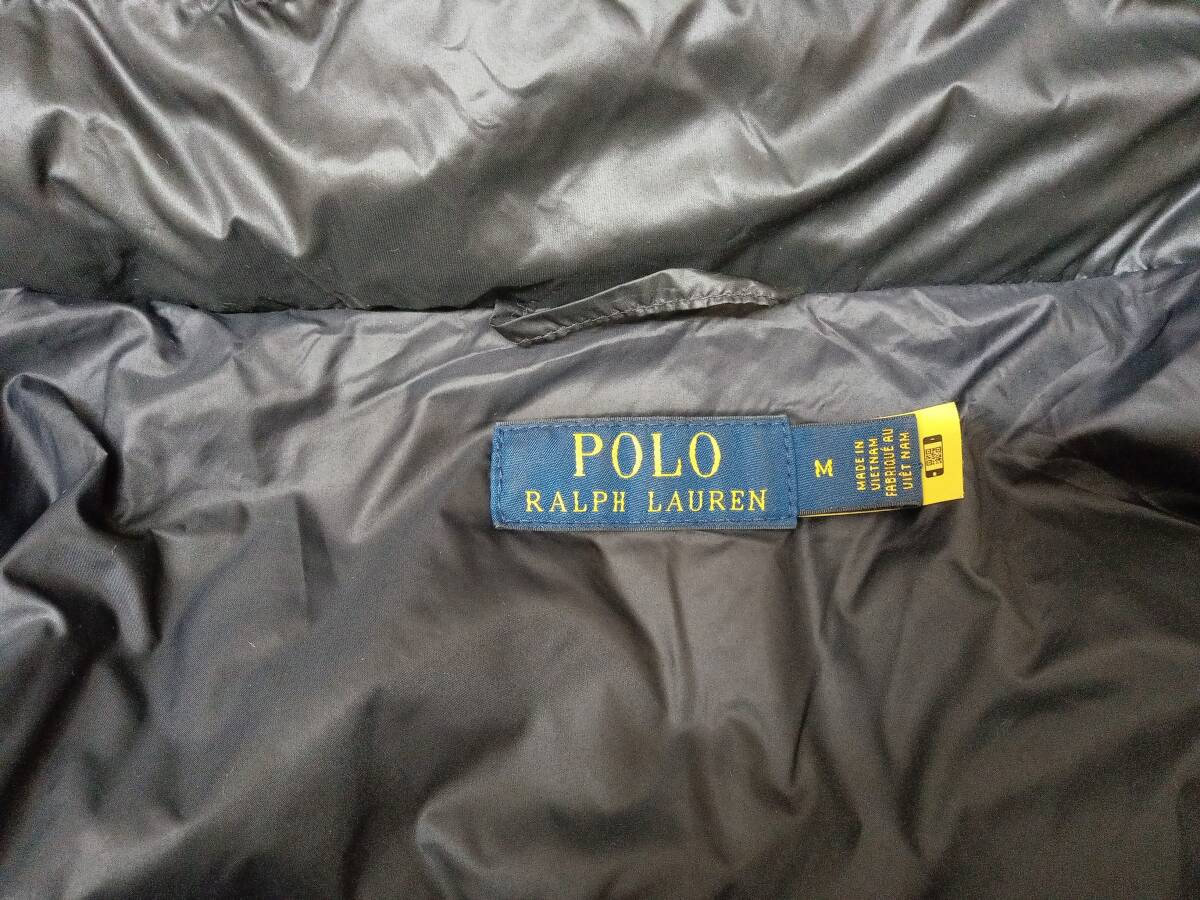 POLO
RALPH LAUREN
M
MADE IN
VIETNAM
FABRIQUÉ AU
VIÊT NAM